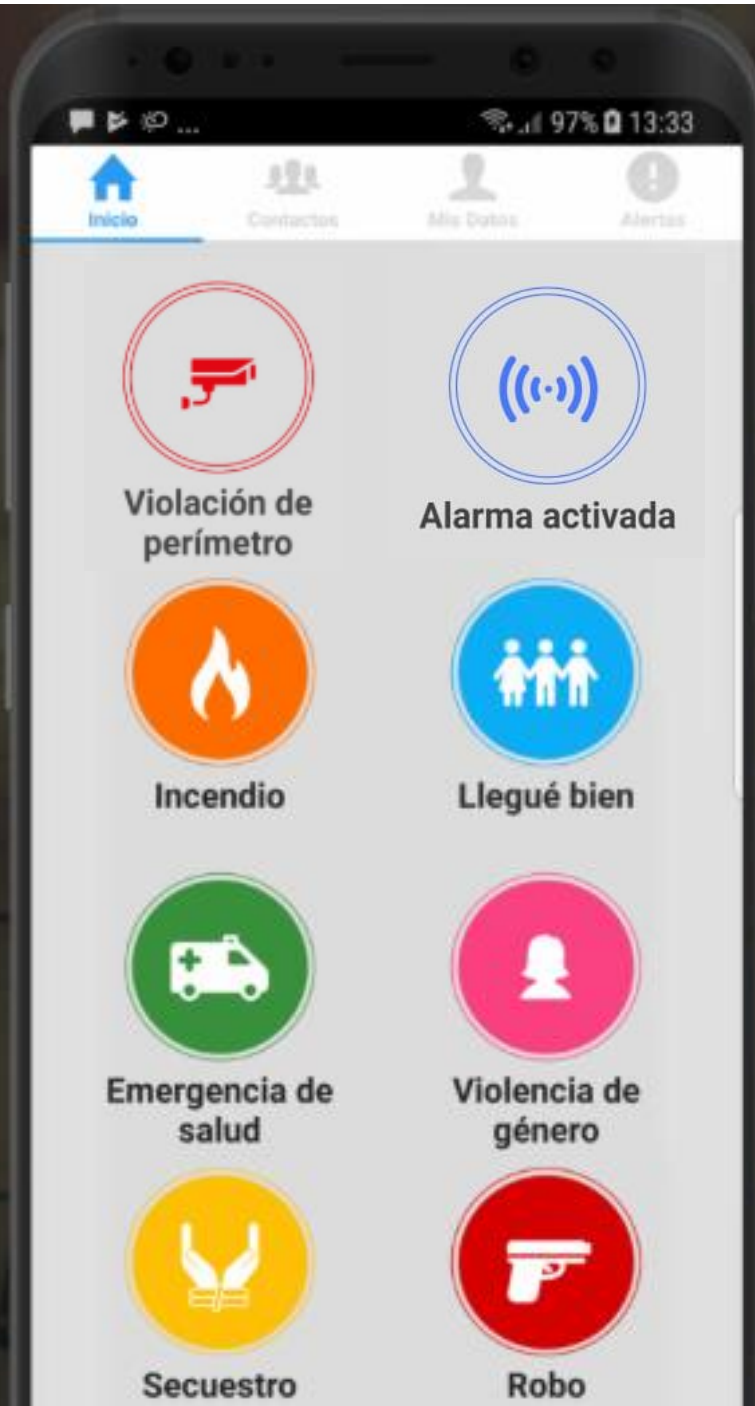 97% 13:33
Inicio
Contactos
Mis Datos
Alertas
Violación de
perímetro
Alarma activada
Incendio
Llegué bien
Emergencia de
salud
Violencia de
género
Secuestro
Robo